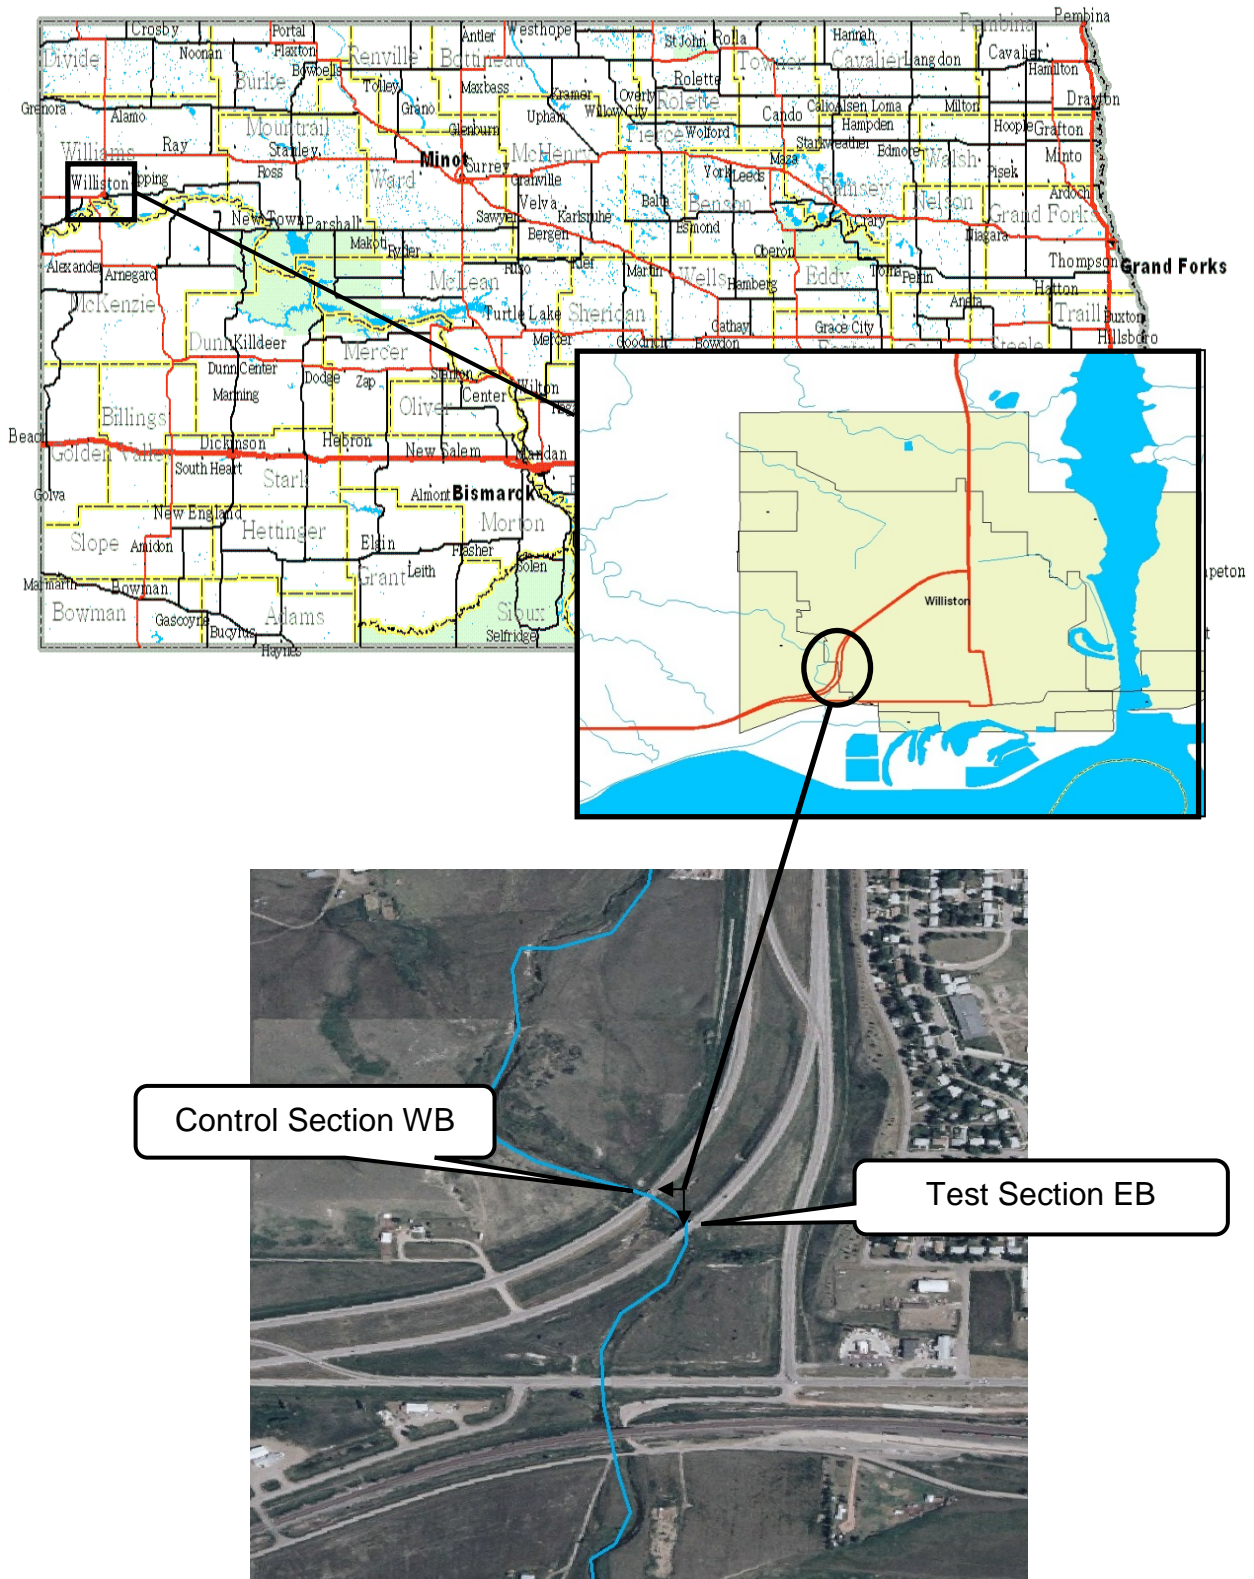 Pembina
Pembina
Crosby
Portal
Antler
Westhope
St John
Rolla
Hannah
Divide
Noonan
Flaxton
Renville
Bottineau
Towner
Cavalier
Langdon
Cavalier
Bowbells
Rolette
Hamilton
Burke
Tolley
Maxbass
Kramer
Overly
Rolette
Drayton
Grenora
Alamo
Grano
Upham
Willow City
Cando
Calio
Alsen
Loma
Milton
Mountrail
Glenburn
Pierce
Wolford
Hampden
Hoople
Grafton
Williams
Ray
Stanley
McHenry
Starkweather
Edmore
Walsh
Minto
Ross
Minot
Surrey
Maza
York
Leeds
Pisek
Williston
pping
Ward
Granville
Ramsey
Nelson
Ardoch
Velva
Balta
Benson
Grand Forks
New Town
Parshall
Sawyer
Karlsruhe
Esmond
Crary
Makoti
Ryder
Bergen
Oberon
Niagara
Alexander
Arnegard
Martin
Wells
Eddy
Tolna
Thompson
Grand Forks
McKenzie
McLean
Hamberg
Pekin
Hatton
Turtle Lake
Sheridan
Aneta
Traill
Buxton
Dunn
Killdeer
Mercer
Mercer
Cathay
Grace City
Hillsboro
Goodrich
Bowdon
Steele
Dunn Center
Dodge
Zap
Stanton
Wilton
Manning
Center
Billings
Oliver
Beach
Dickinson
Hebron
New Salem
Mandan
Golden Valley
South Heart
Stark
Golva
Almont
Bismarck
New England
Hettinger
Morton
Slope
Amidon
Elgin
Flasher
Marmarth
Bowman
Grant
Leith
Solen
peton
Bowman
Gascoyne
Adams
Sioux
Bucyrus
Selfridge
Haynes
Williston
t
Control Section WB
Test Section EB